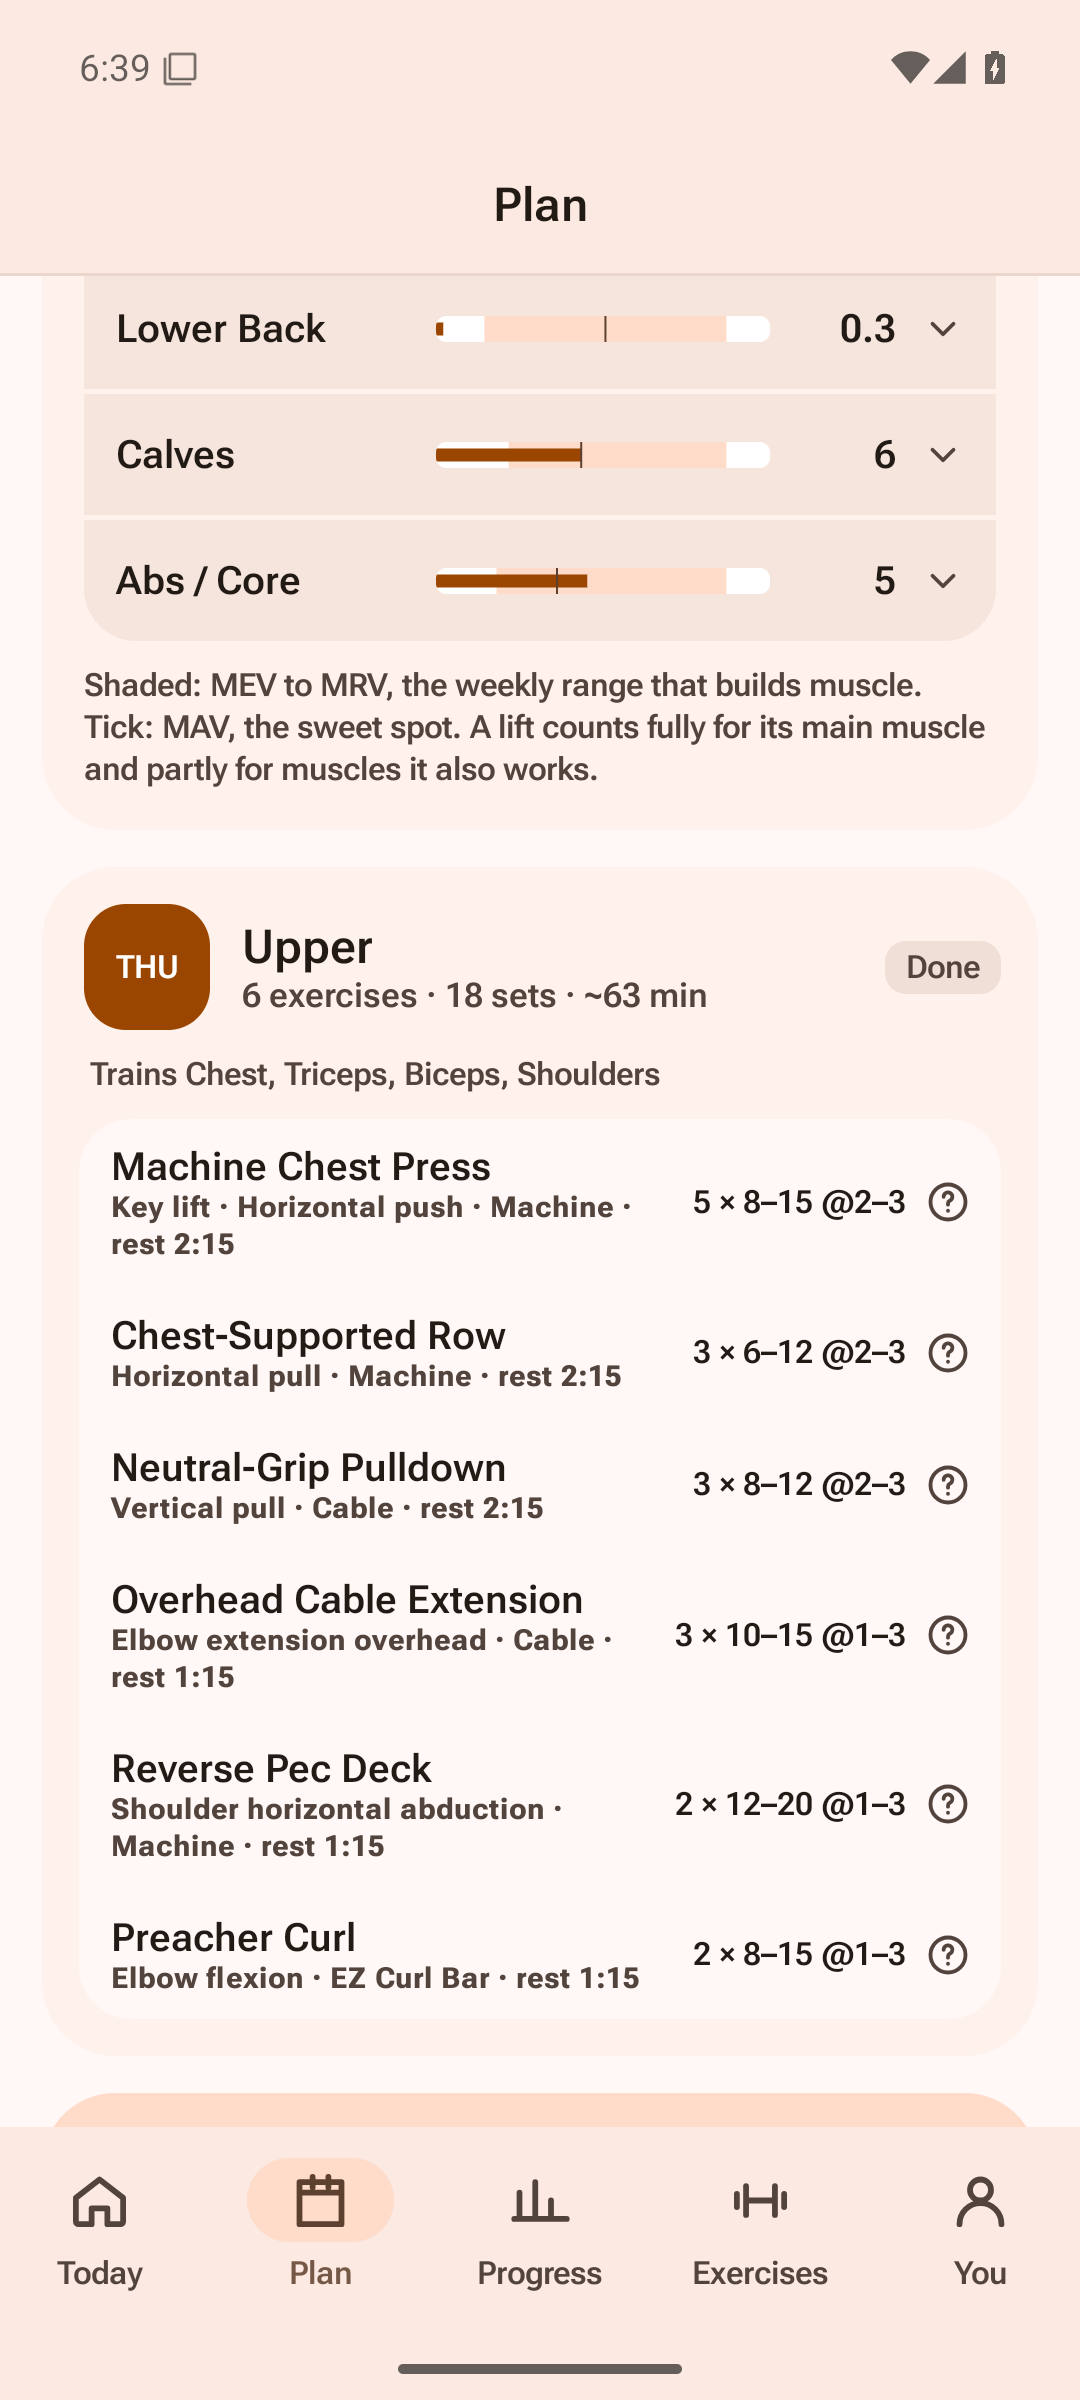 6:39
Plan
Lower Back 0.3
Calves 6
Abs / Core 5
Shaded: MEV to MRV, the weekly range that builds muscle.
Tick: MAV, the sweet spot. A lift counts fully for its main muscle
and partly for muscles it also works.
THU
Upper
6 exercises · 18 sets · ~63 min
Done
Trains Chest, Triceps, Biceps, Shoulders
Machine Chest Press
Key lift · Horizontal push · Machine ·
rest 2:15
5 × 8–15 @2–3
Chest-Supported Row
Horizontal pull · Machine · rest 2:15
3 × 6–12 @2–3
Neutral-Grip Pulldown
Vertical pull · Cable · rest 2:15
3 × 8–12 @2–3
Overhead Cable Extension
Elbow extension overhead · Cable ·
rest 1:15
3 × 10–15 @1–3
Reverse Pec Deck
Shoulder horizontal abduction ·
Machine · rest 1:15
2 × 12–20 @1–3
Preacher Curl
Elbow flexion · EZ Curl Bar · rest 1:15
2 × 8–15 @1–3
Today
Plan
Progress
Exercises
You